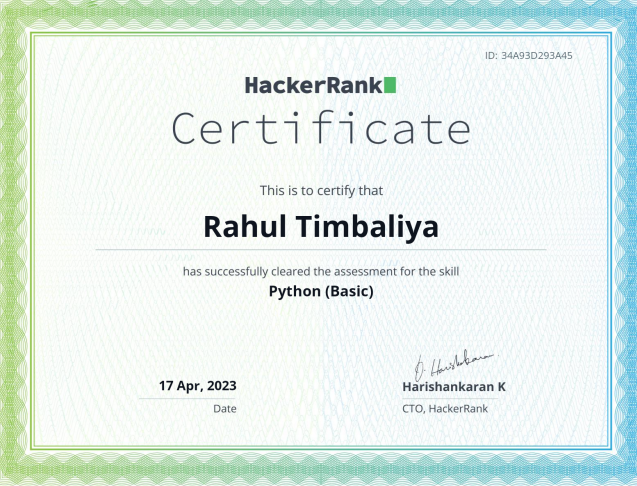 ID: 34A93D293A45
HackerRank
Certificate
This is to certify that
Rahul Timbaliya
has successfully cleared the assessment for the skill
Python (Basic)
17 Apr, 2023
Date
Harishankaran K
CTO, HackerRank